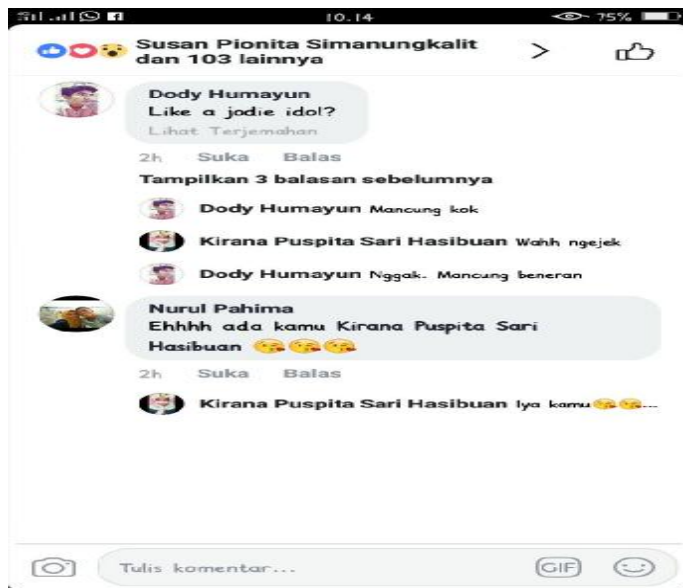 10.14
75%
Susan Pionita Simanungkalit
dan 103 lainnya
Dody Humayun
Like a jodie idol?
Lihat Terjemahan
2h Suka Balas
Tampilkan 3 balasan sebelumnya
Dody Humayun Mancung kok
Kirana Puspita Sari Hasibuan Wahh ngejek
Dody Humayun Nggak. Mancung beneran
Nurul Pahima
Ehhhh ada kamu Kirana Puspita Sari
Hasibuan 😘😘😘
2h Suka Balas
Kirana Puspita Sari Hasibuan Iya kamu😘😘...
Tulis komentar...
GIF